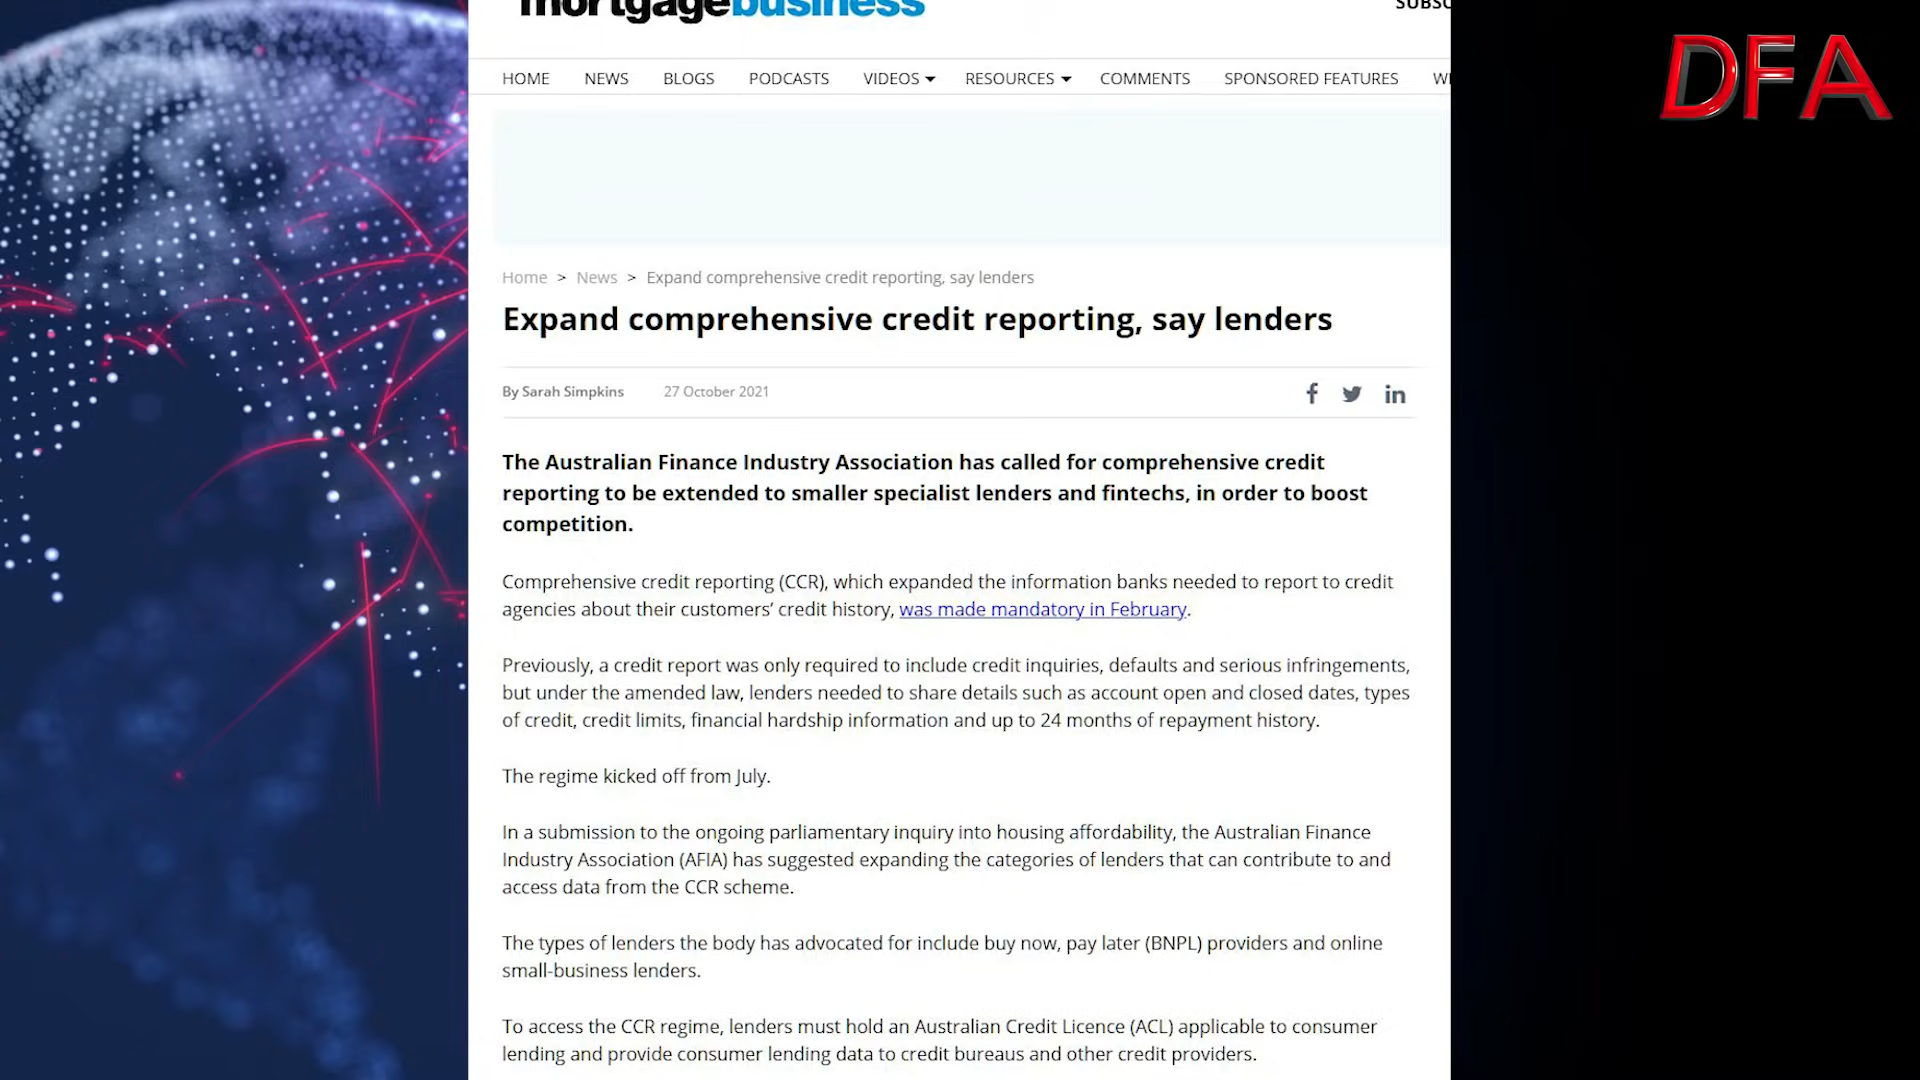 mortgagebusiness
DFA
HOME NEWS BLOGS PODCASTS VIDEOS RESOURCES COMMENTS SPONSORED FEATURES
Home > News > Expand comprehensive credit reporting, say lenders
Expand comprehensive credit reporting, say lenders
By Sarah Simpkins 27 October 2021
The Australian Finance Industry Association has called for comprehensive credit
reporting to be extended to smaller specialist lenders and fintechs, in order to boost
competition.
Comprehensive credit reporting (CCR), which expanded the information banks needed to report to credit
agencies about their customers’ credit history, was made mandatory in February.
Previously, a credit report was only required to include credit inquiries, defaults and serious infringements,
but under the amended law, lenders needed to share details such as account open and closed dates, types
of credit, credit limits, financial hardship information and up to 24 months of repayment history.
The regime kicked off from July.
In a submission to the ongoing parliamentary inquiry into housing affordability, the Australian Finance
Industry Association (AFIA) has suggested expanding the categories of lenders that can contribute to and
access data from the CCR scheme.
The types of lenders the body has advocated for include buy now, pay later (BNPL) providers and online
small-business lenders.
To access the CCR regime, lenders must hold an Australian Credit Licence (ACL) applicable to consumer
lending and provide consumer lending data to credit bureaus and other credit providers.